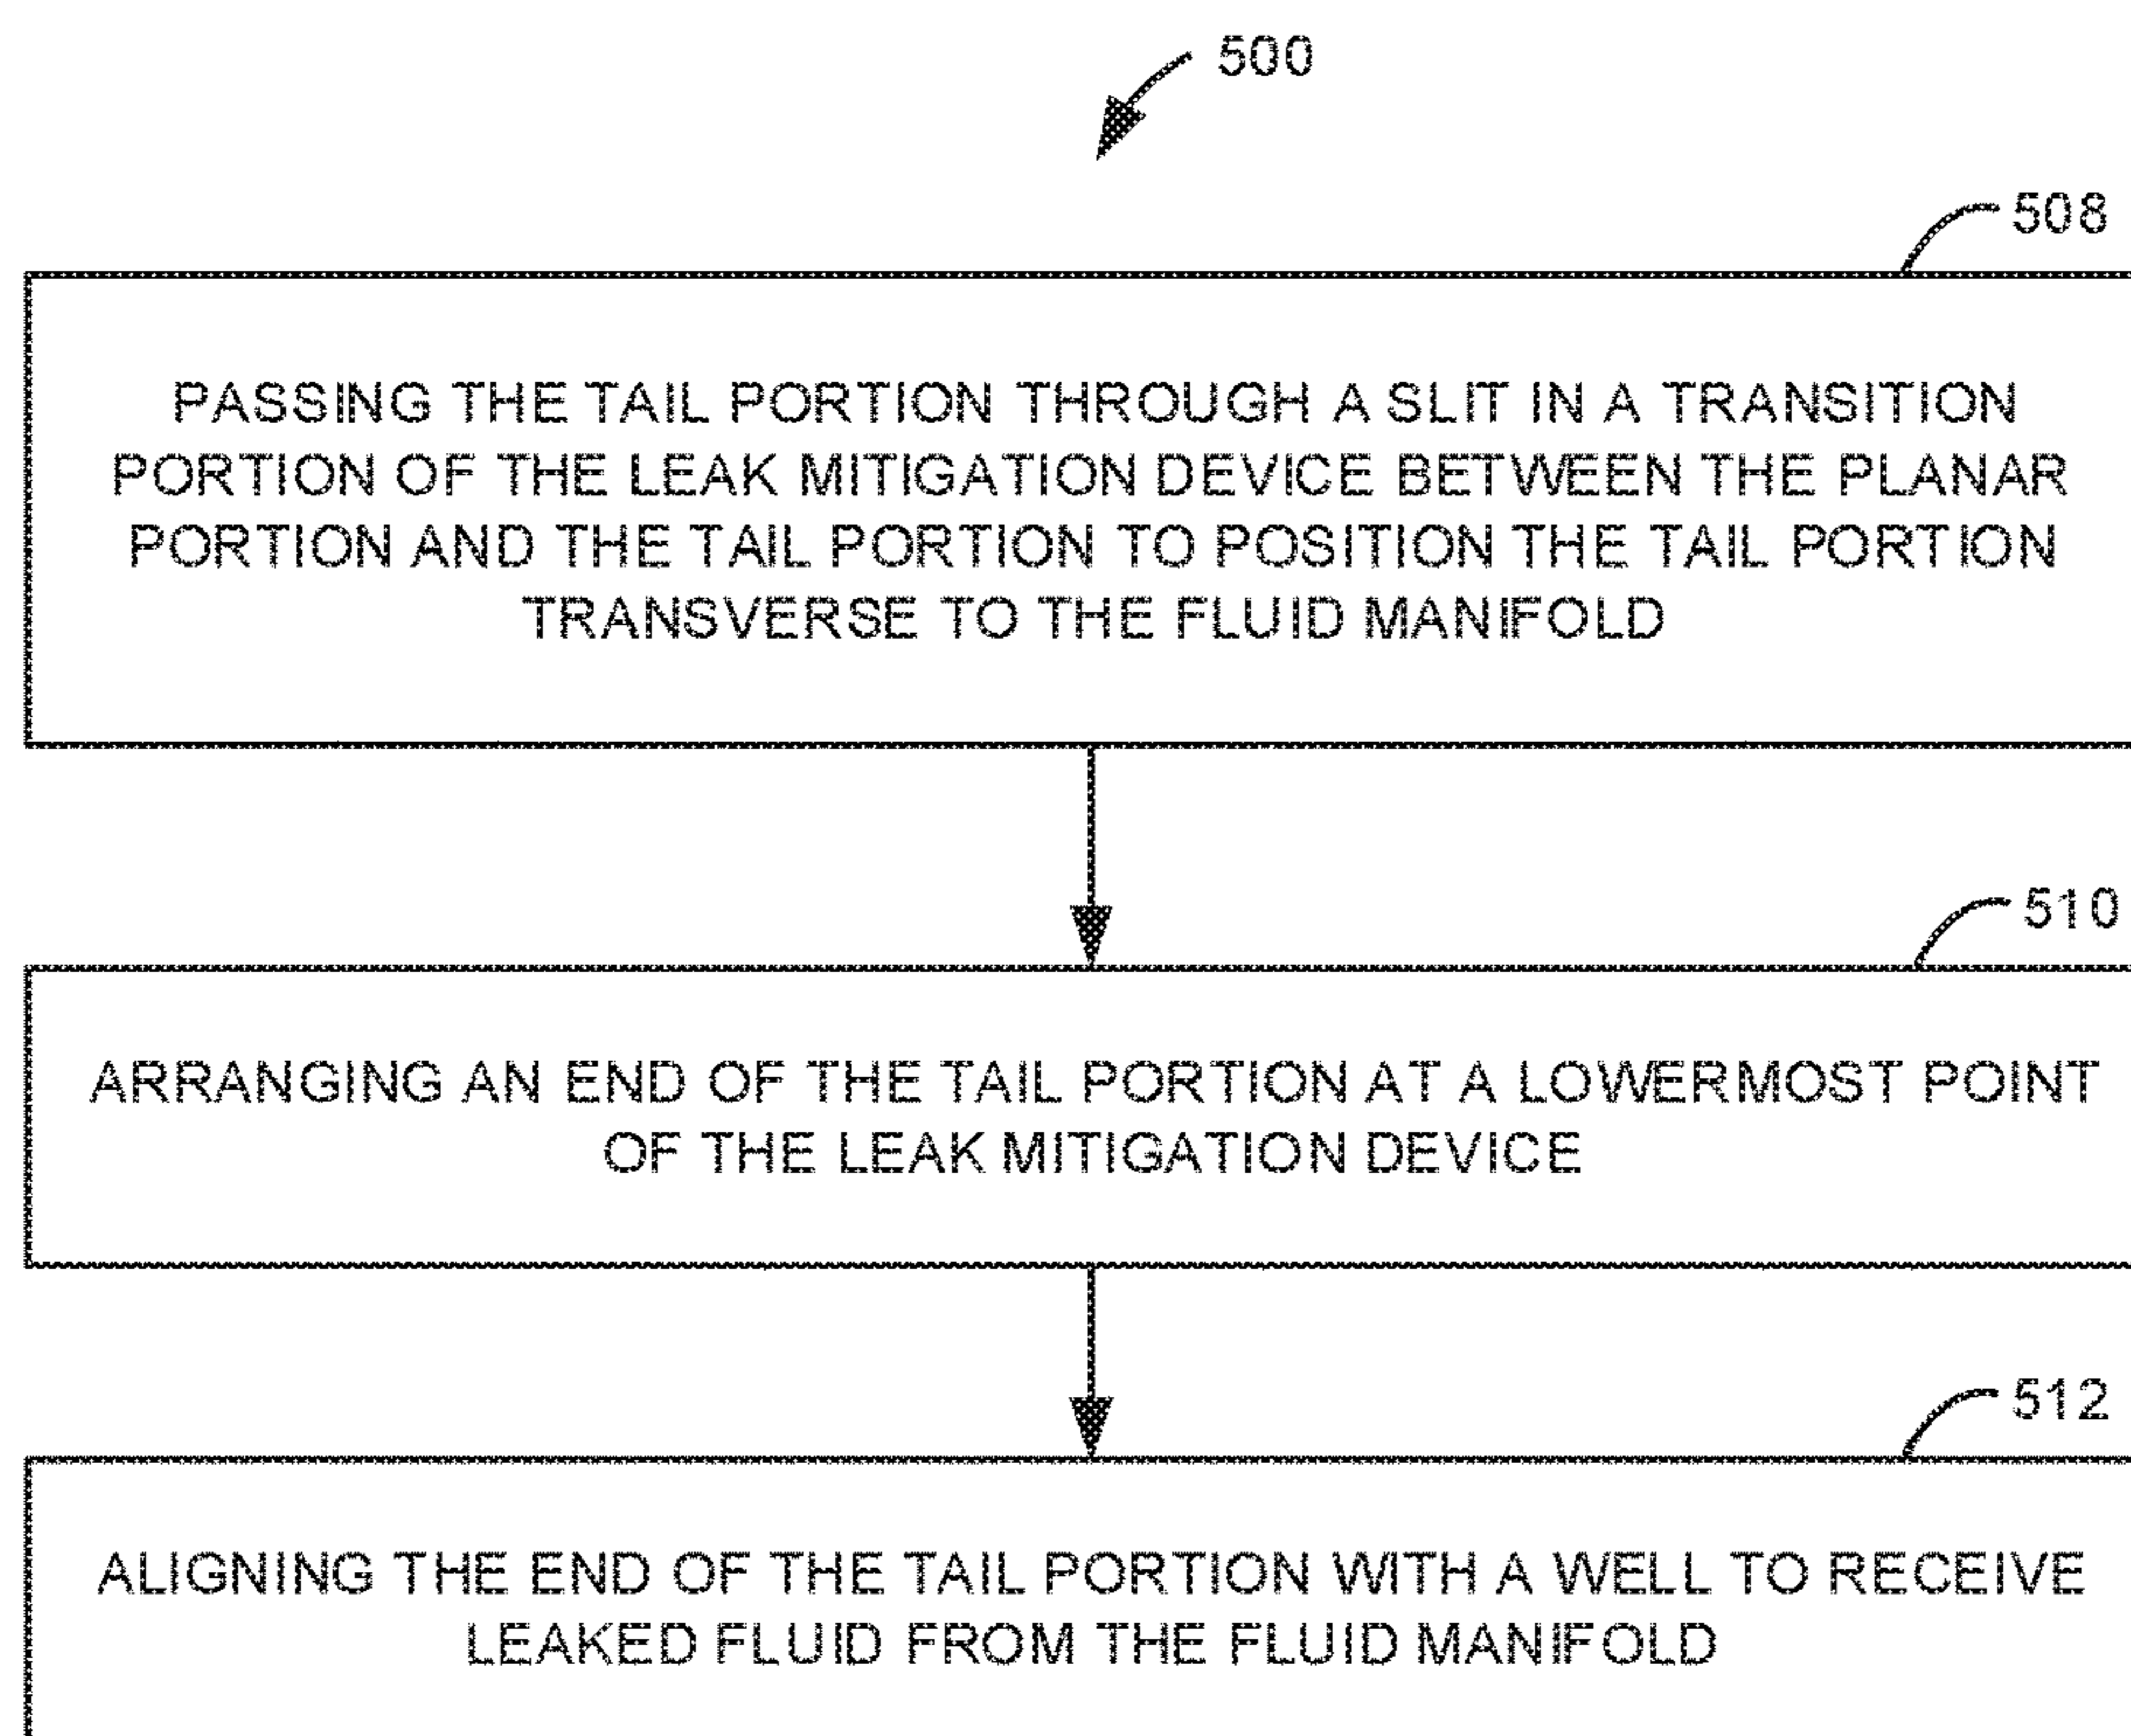 500
508
PASSING THE TAIL PORTION THROUGH A SLIT IN A TRANSITION
PORTION OF THE LEAK MITIGATION DEVICE BETWEEN THE PLANAR
PORTION AND THE TAIL PORTION TO POSITION THE TAIL PORTION
TRANSVERSE TO THE FLUID MANIFOLD
510
ARRANGING AN END OF THE TAIL PORTION AT A LOWERMOST POINT
OF THE LEAK MITIGATION DEVICE
512
ALIGNING THE END OF THE TAIL PORTION WITH A WELL TO RECEIVE
LEAKED FLUID FROM THE FLUID MANIFOLD